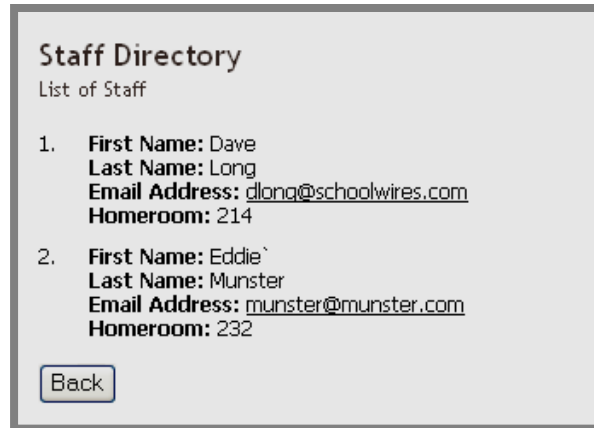 Staff Directory
List of Staff
1. First Name: Dave
Last Name: Long
Email Address: dlong@schoolwires.com
Homeroom: 214
2. First Name: Eddie`
Last Name: Munster
Email Address: munster@munster.com
Homeroom: 232
Back